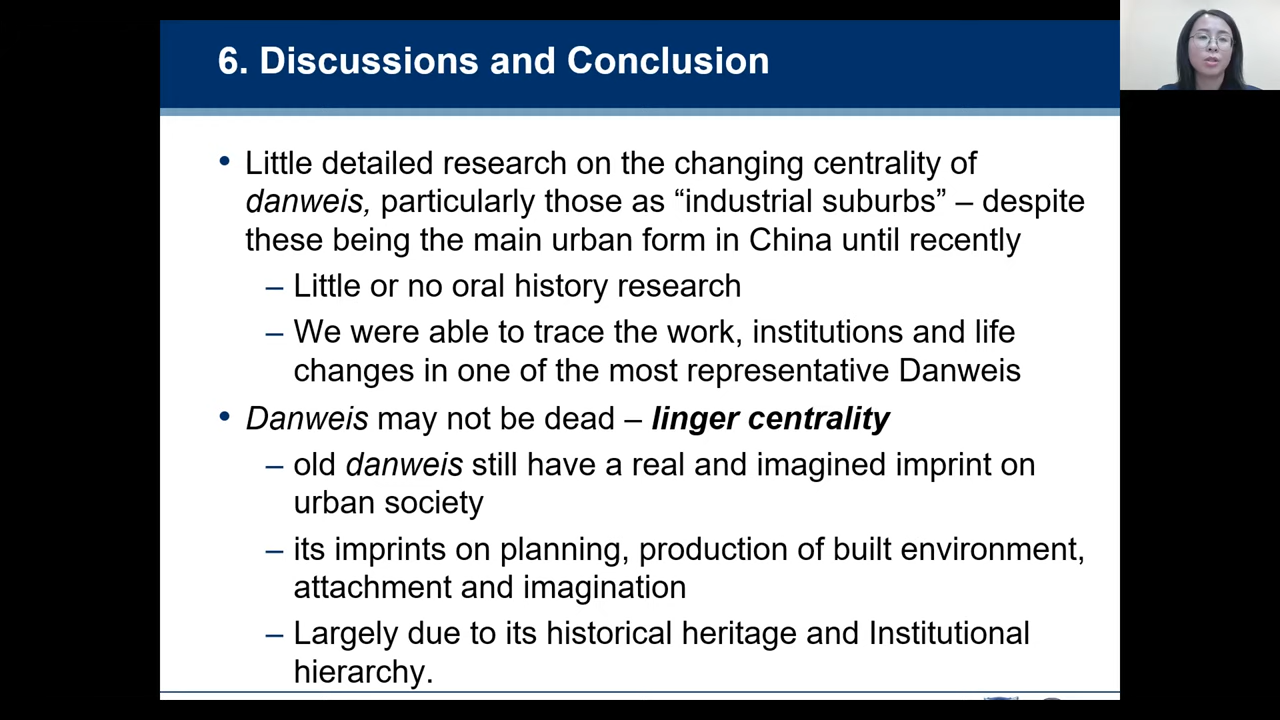 6. Discussions and Conclusion
• Little detailed research on the changing centrality of
danweis, particularly those as “industrial suburbs” – despite
these being the main urban form in China until recently
– Little or no oral history research
– We were able to trace the work, institutions and life
changes in one of the most representative Danweis
• Danweis may not be dead – linger centrality
– old danweis still have a real and imagined imprint on
urban society
– its imprints on planning, production of built environment,
attachment and imagination
– Largely due to its historical heritage and Institutional
hierarchy.